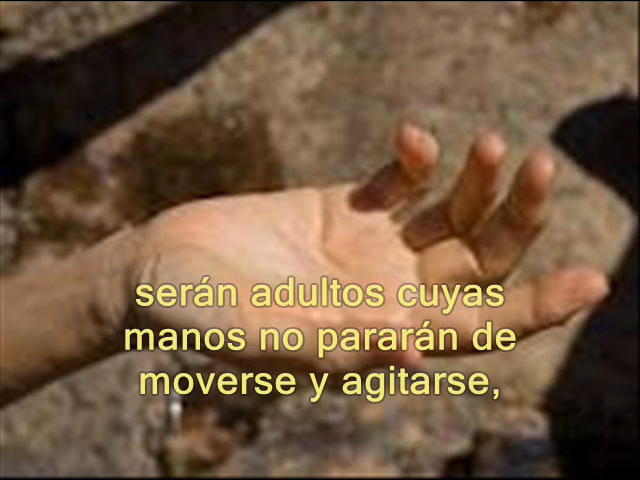 serán adultos cuyas
manos no pararán de
moverse y agitarse,